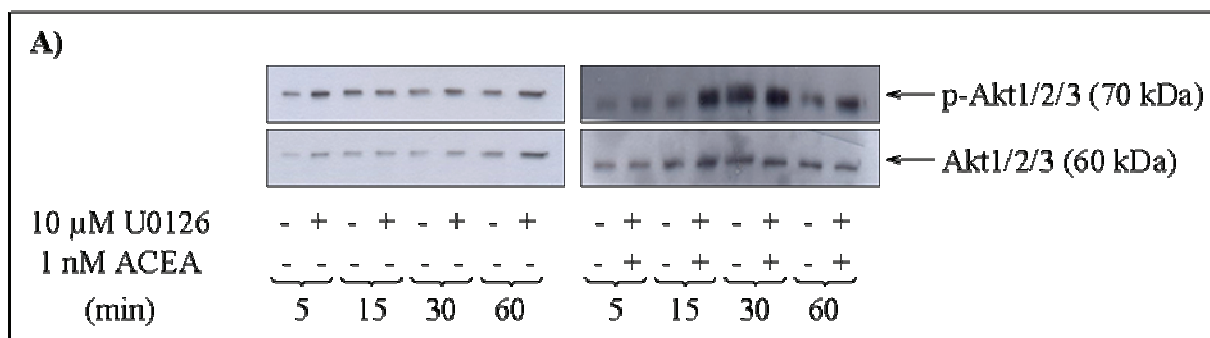 A)
p-Akt1/2/3 (70 kDa)
Akt1/2/3 (60 kDa)
10 µM U0126 - + - + - + - + - + - + - + - +
1 nM ACEA - - - - - - - - - + - + - + - +
(min) 5 15 30 60 5 15 30 60